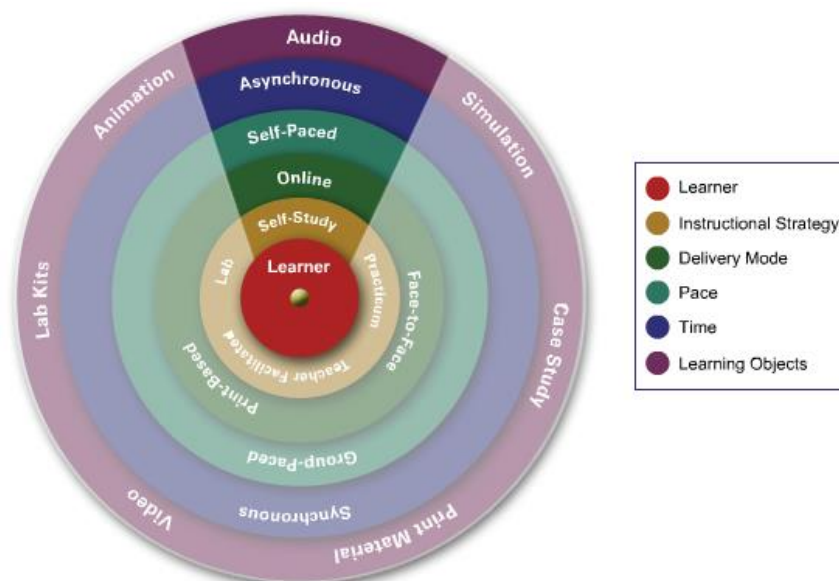 Audio
Asynchronous
Self-Paced
Online
Self-Study
Learner
Animation
Simulation
Lab Kits
Case Study
Video
Print Material
Synchronous
Group-Paced
Print-Based
Face-to-Face
Lab
Practicum
Teacher Facilitated
Learner
Instructional Strategy
Delivery Mode
Pace
Time
Learning Objects